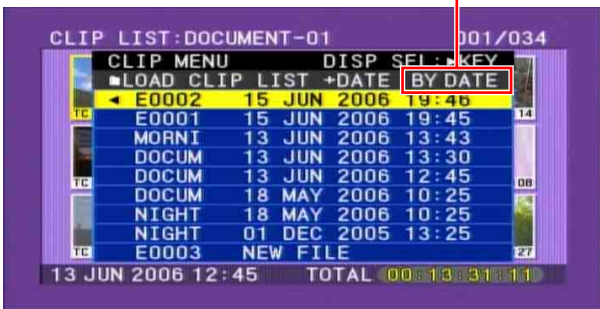 CLIP LIST:DOCUMENT-01 001/034
CLIP MENU DISP SEL:►KEY
LOAD CLIP LIST +DATE BY DATE
◄ E0002 15 JUN 2006 19:46
TC E0001 15 JUN 2006 19:45 14
MORNI 13 JUN 2006 13:43
DOCUM 13 JUN 2006 13:30
TC DOCUM 13 JUN 2006 12:45 08
DOCUM 18 MAY 2006 10:25
NIGHT 18 MAY 2006 10:25
NIGHT 01 DEC 2005 13:25
TC E0003 NEW FILE 27
13 JUN 2006 12:45 TOTAL 00:13:31:11